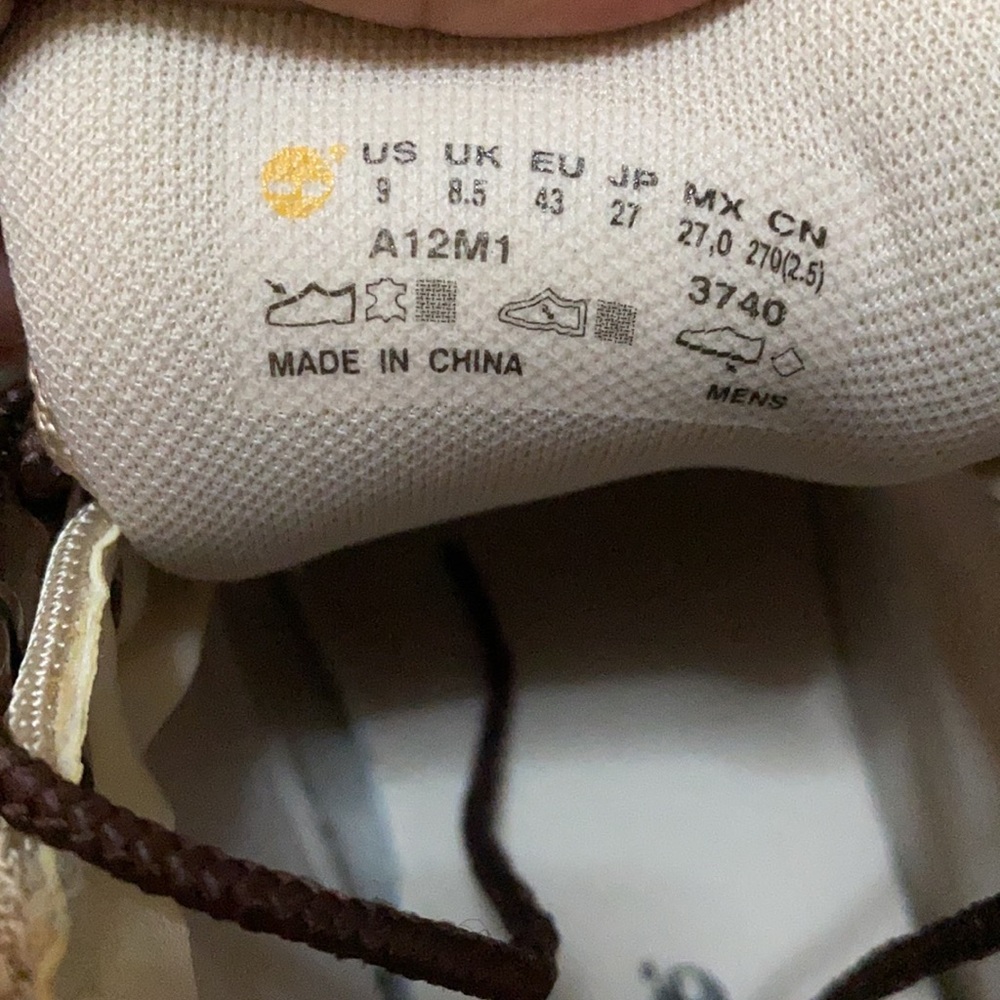 US UK EU JP MX CN
9 8.5 43 27 27,0 270(2.5)
A12M1 3740
MADE IN CHINA
MENS